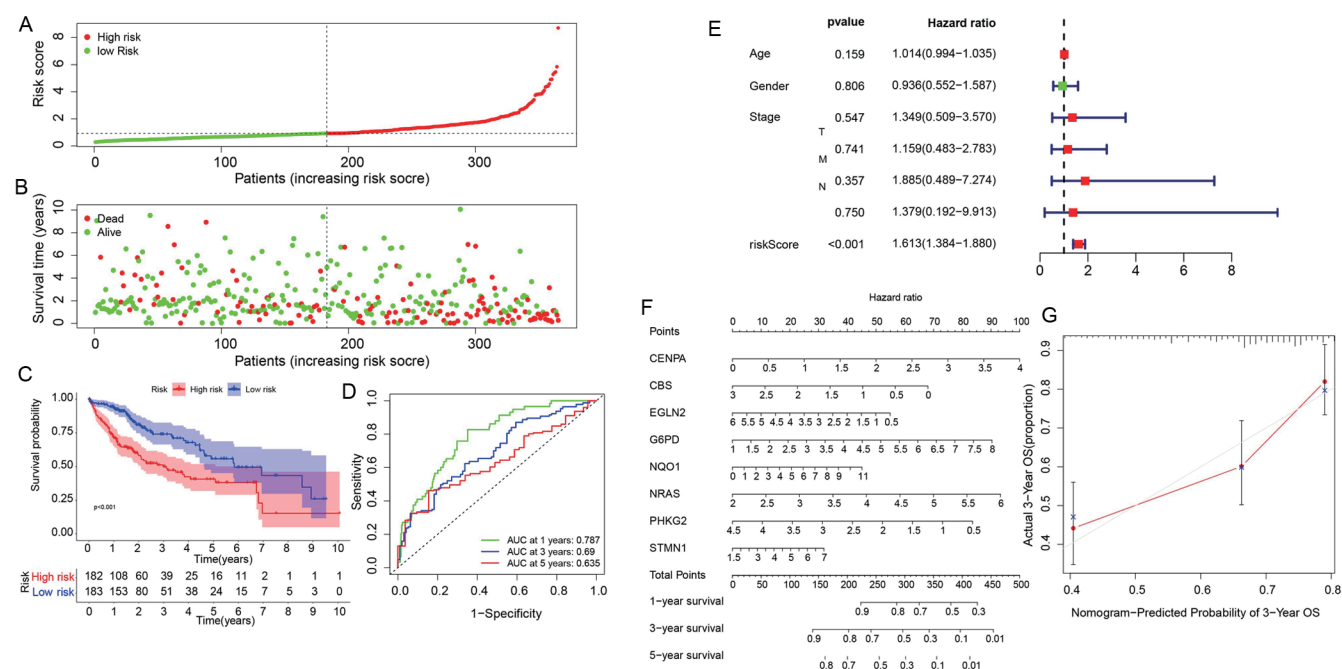 A
High risk
low Risk
Risk score
8
6
4
2
0
0
100
200
300
Patients (increasing risk socre)
B
Dead
Alive
Survival time (years)
10
8
6
4
2
0
0
100
200
300
Patients (increasing risk socre)
C
Risk High risk Low risk
Survival probability
1.00
0.75
0.50
0.25
0.00
p<0.001
0 1 2 3 4 5 6 7 8 9 10
Time(years)
Risk
High risk 182 108 60 39 25 16 11 2 1 1 1
Low risk 183 153 80 51 38 24 15 7 5 3 0
0 1 2 3 4 5 6 7 8 9 10
Time(years)
D
Sensitivity
1.0
0.8
0.6
0.4
0.2
0.0
AUC at 1 years: 0.787
AUC at 3 years: 0.69
AUC at 5 years: 0.635
0.0 0.2 0.4 0.6 0.8 1.0
1−Specificity
E
pvalue Hazard ratio
Age 0.159 1.014(0.994−1.035)
Gender 0.806 0.936(0.552−1.587)
Stage 0.547 1.349(0.509−3.570)
T
0.741 1.159(0.483−2.783)
M
0.357 1.885(0.489−7.274)
N
0.750 1.379(0.192−9.913)
riskScore <0.001 1.613(1.384−1.880)
0 2 4 6 8
Hazard ratio
F
Points 0 10 20 30 40 50 60 70 80 90 100
CENPA 0 0.5 1 1.5 2 2.5 3 3.5 4
CBS 3 2.5 2 1.5 1 0.5 0
EGLN2 6 5.5 5 4.5 4 3.5 3 2.5 2 1.5 1 0.5
G6PD 1 1.5 2 2.5 3 3.5 4 4.5 5 5.5 6 6.5 7 7.5 8
NQO1 0 1 2 3 4 5 6 7 8 9 11
NRAS 2 2.5 3 3.5 4 4.5 5 5.5 6
PHKG2 4.5 4 3.5 3 2.5 2 1.5 1 0.5
STMN1 1.5 3 4 5 6 7
Total Points 0 50 100 150 200 250 300 350 400 450 500
1−year survival 0.9 0.8 0.7 0.5 0.3
3−year survival 0.9 0.8 0.7 0.5 0.3 0.1 0.01
5−year survival 0.8 0.7 0.5 0.3 0.1 0.01
G
Actual 3−Year OS(proportion)
0.9
0.8
0.7
0.6
0.5
0.4
0.4 0.5 0.6 0.7 0.8
Nomogram−Predicted Probability of 3−Year OS